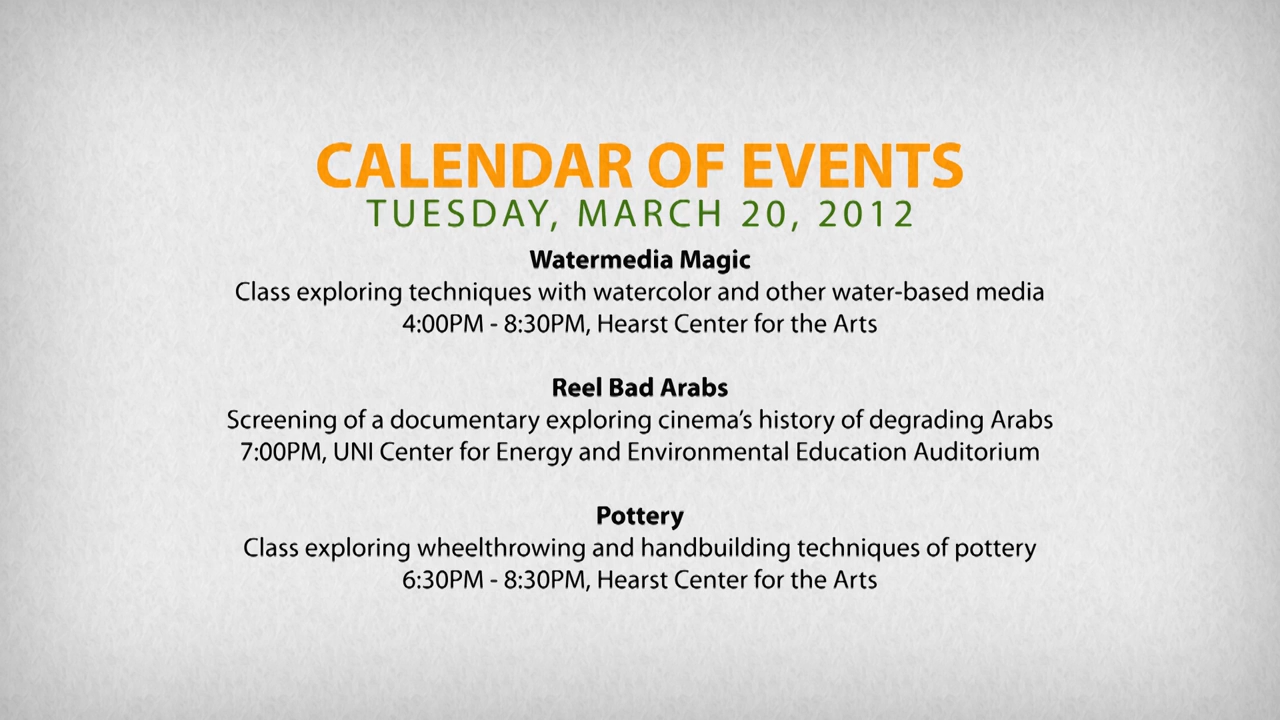 CALENDAR OF EVENTS
TUESDAY, MARCH 20, 2012
Watermedia Magic
Class exploring techniques with watercolor and other water-based media
4:00PM - 8:30PM, Hearst Center for the Arts
Reel Bad Arabs
Screening of a documentary exploring cinema's history of degrading Arabs
7:00PM, UNI Center for Energy and Environmental Education Auditorium
Pottery
Class exploring wheelthrowing and handbuilding techniques of pottery
6:30PM - 8:30PM, Hearst Center for the Arts